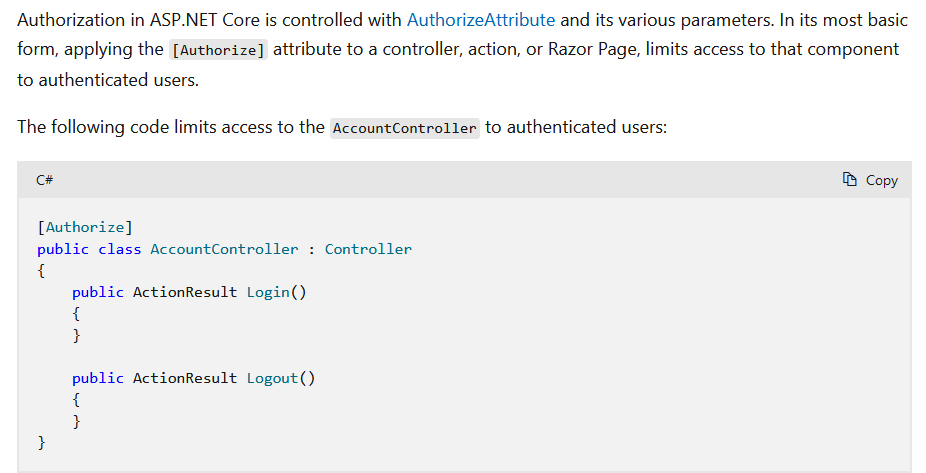 Authorization in ASP.NET Core is controlled with AuthorizeAttribute and its various parameters. In its most basic
form, applying the [Authorize] attribute to a controller, action, or Razor Page, limits access to that component
to authenticated users.
The following code limits access to the AccountController to authenticated users:
C#
Copy
[Authorize]
public class AccountController : Controller
{
    public ActionResult Login()
    {
    }
    public ActionResult Logout()
    {
    }
}